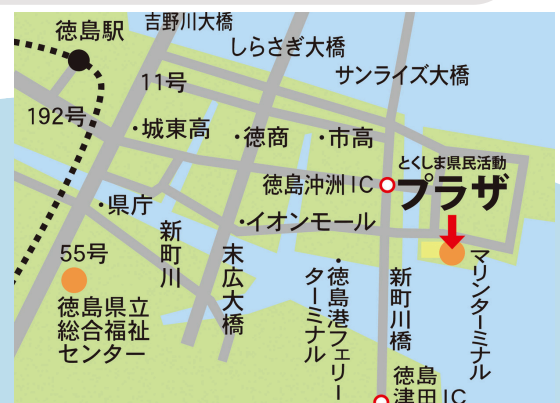 徳島駅
吉野川大橋
しらさぎ大橋
サンライズ大橋
11号
192号
・城東高
・徳商
・市高
とくしま県民活動
プラザ
徳島沖洲IC
・県庁
・イオンモール
新町川
末広大橋
・徳島港フェリー
ターミナル
新町川橋
マリンターミナル
55号
徳島県立
総合福祉
センター
徳島
津田IC